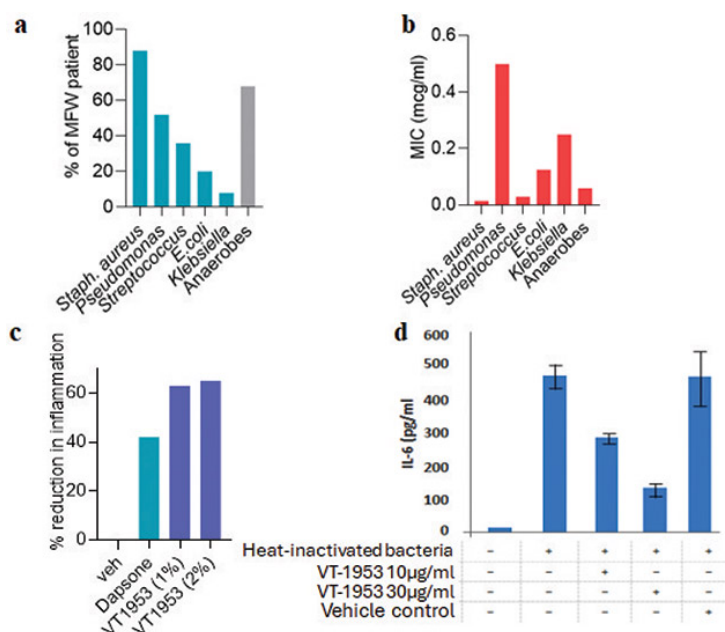 a
% of MFW patient
100
80
60
40
20
0
Staph. aureus
Pseudomonas
Streptococcus
E.coli
Klebsiella
Anaerobes
b
MIC (mcg/ml)
0.6
0.4
0.2
0.0
Staph. aureus
Pseudomonas
Streptococcus
E.coli
Klebsiella
Anaerobes
c
% reduction in inflammation
60
40
20
0
veh
Dapsone
VT1953 (1%)
VT1953 (2%)
d
IL-6 (pg/ml
600
500
400
300
200
100
0
Heat-inactivated bacteria − + + + +
VT-1953 10µg/ml − − + − −
VT-1953 30µg/ml − − − + −
Vehicle control − − − − +